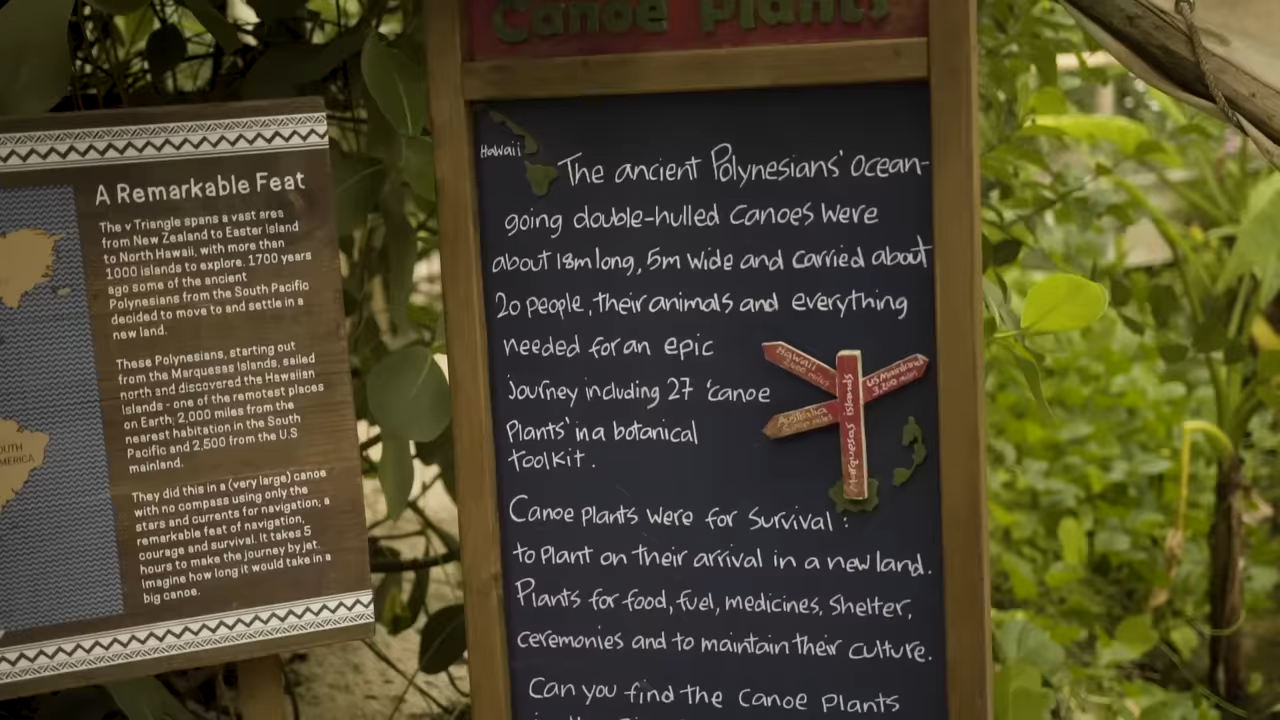 A Remarkable Feat
The v Triangle spans a vast area
from New Zealand to Easter Island
to North Hawaii, with more than
1000 islands to explore. 1700 years
ago some of the ancient
Polynesians from the South Pacific
decided to move to and settle in a
new land.
These Polynesians, starting out
from the Marquesas Islands, sailed
north and discovered the Hawaiian
Islands - one of the remotest places
on Earth; 2,000 miles from the
nearest habitation in the South
Pacific and 2,500 from the U.S
mainland.
They did this in a (very large) canoe
with no compass using only the
stars and currents for navigation; a
remarkable feat of navigation,
courage and survival. It takes 5
hours to make the journey by jet.
Imagine how long it would take in a
big canoe.
OUTH
MERICA
Canoe Plants
Hawaii
The ancient Polynesians' ocean-
going double-hulled canoes were
about 18m long, 5m wide and carried about
20 people, their animals and everything
needed for an epic
journey including 27 'canoe
Plants' in a botanical
toolkit.
Hawaii
US Mainland
3,200 miles
Australia
Marquesas Islands
Canoe plants were for survival:
to plant on their arrival in a new land.
Plants for food, fuel, medicines, shelter,
ceremonies and to maintain their culture.
Can you find the canoe plants